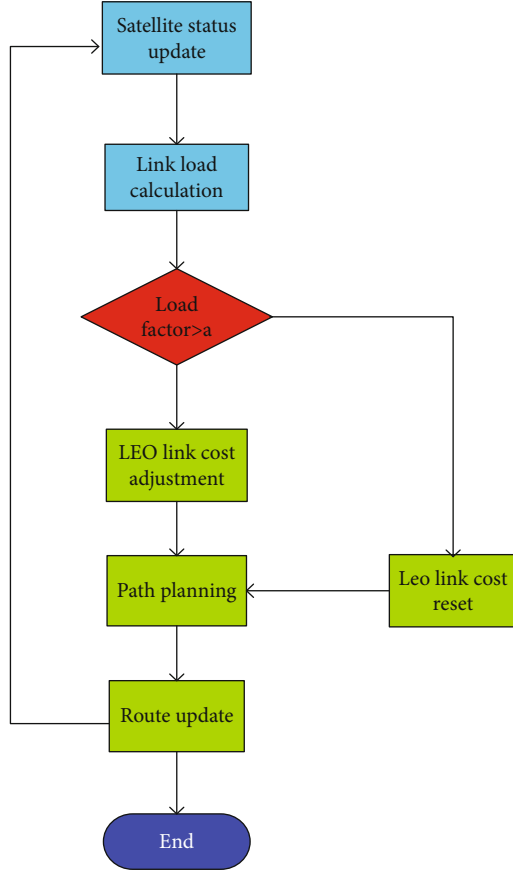 Satellite status
update
Link load
calculation
Load
factor>a
LEO link cost
adjustment
Path planning
Leo link cost
reset
Route update
End